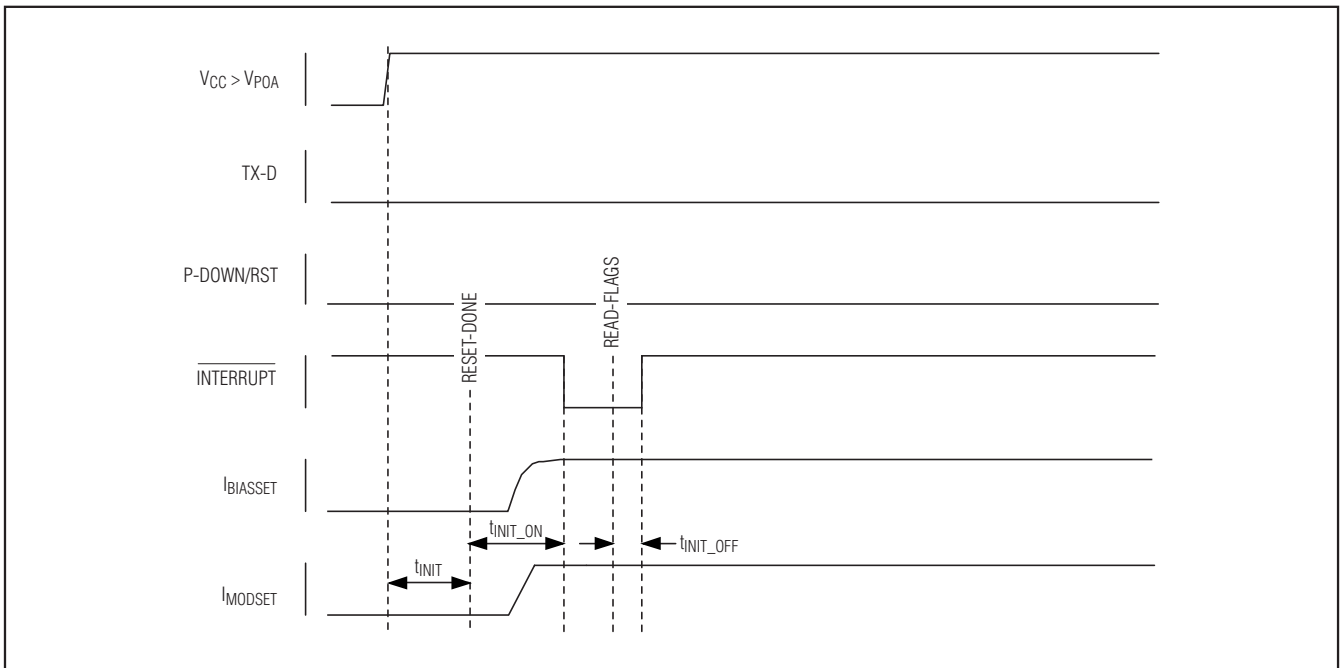 VCC > VPOA
TX-D
P-DOWN/RST
RESET-DONE
READ-FLAGS
INTERRUPT
IBIASSET
tINIT_ON
tINIT_OFF
tINIT
IMODSET